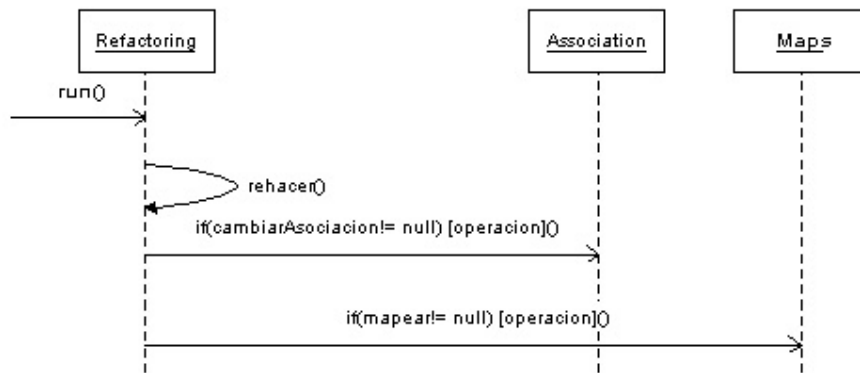 Refactoring
Association
Maps
run()
rehacer()
if(cambiarAsociacion!= null) [operacion]()
if(mapear!= null) [operacion]()